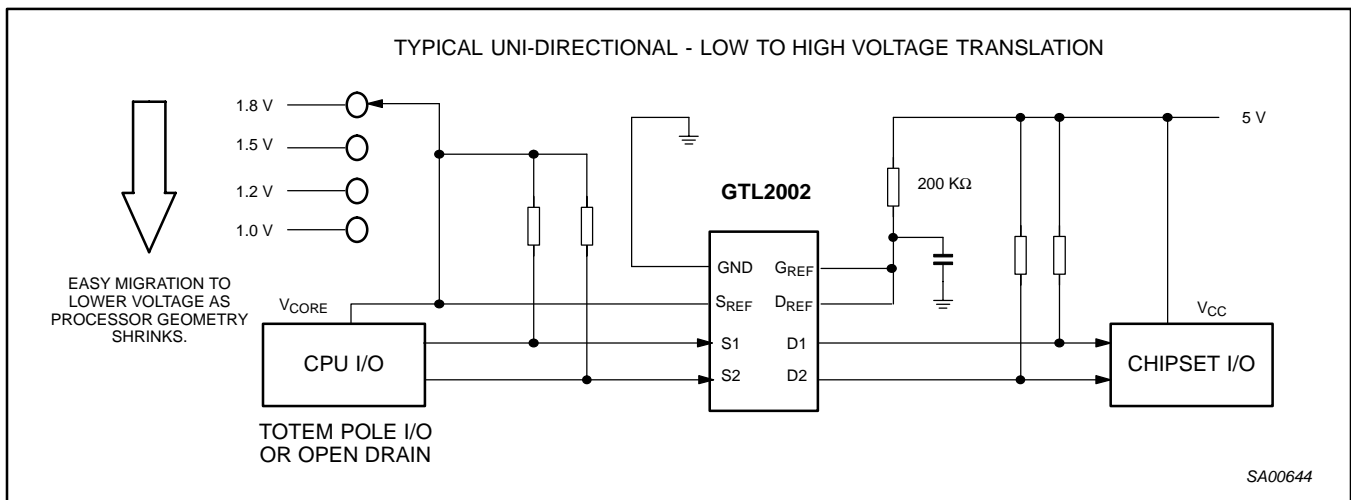 TYPICAL UNI-DIRECTIONAL - LOW TO HIGH VOLTAGE TRANSLATION
1.8 V
1.5 V
1.2 V
1.0 V
5 V
200 KΩ
GTL2002
EASY MIGRATION TO
LOWER VOLTAGE AS
PROCESSOR GEOMETRY
SHRINKS.
GND
GREF
SREF
DREF
VCORE
VCC
CPU I/O
S1
D1
S2
D2
CHIPSET I/O
TOTEM POLE I/O
OR OPEN DRAIN
SA00644